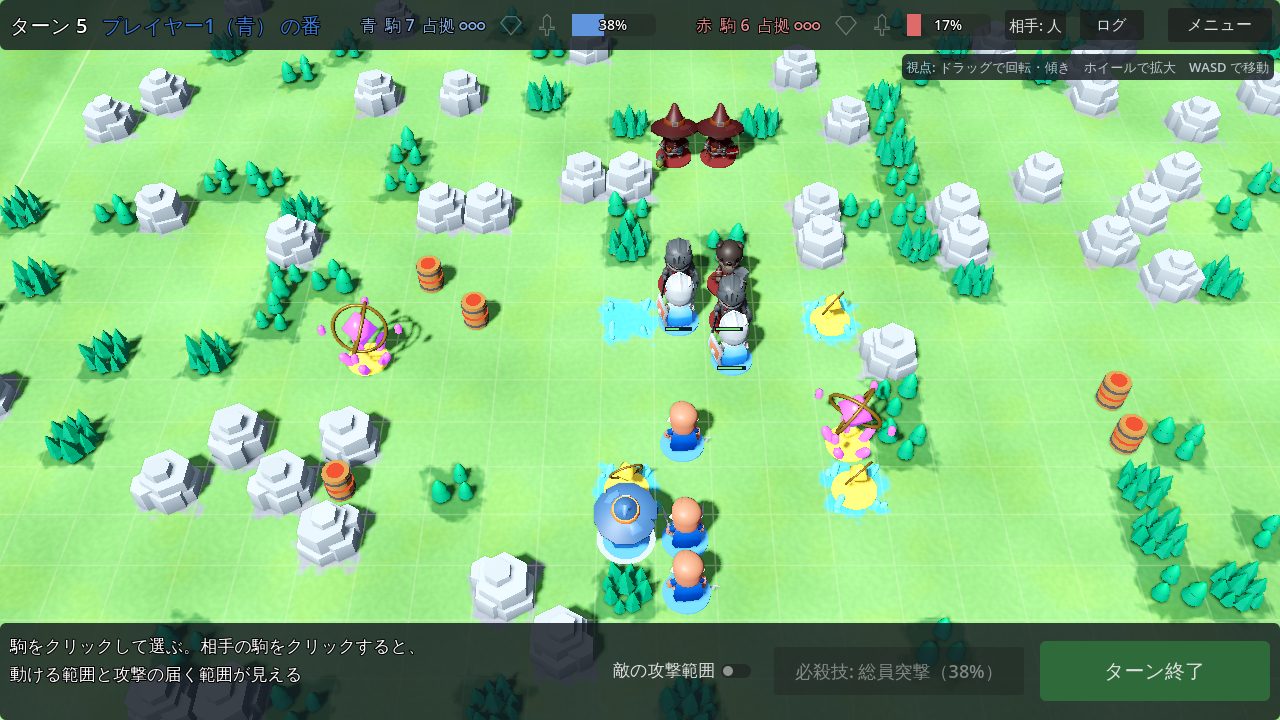 ターン 5 プレイヤー1（青）の番 青 駒 7 占拠 38% 赤 駒 6 占拠 17% 相手: 人 ログ メニュー
視点: ドラッグで回転・傾き ホイールで拡大 WASD で移動
駒をクリックして選ぶ。相手の駒をクリックすると、
動ける範囲と攻撃の届く範囲が見える
敵の攻撃範囲 必殺技: 総員突撃（38%） ターン終了